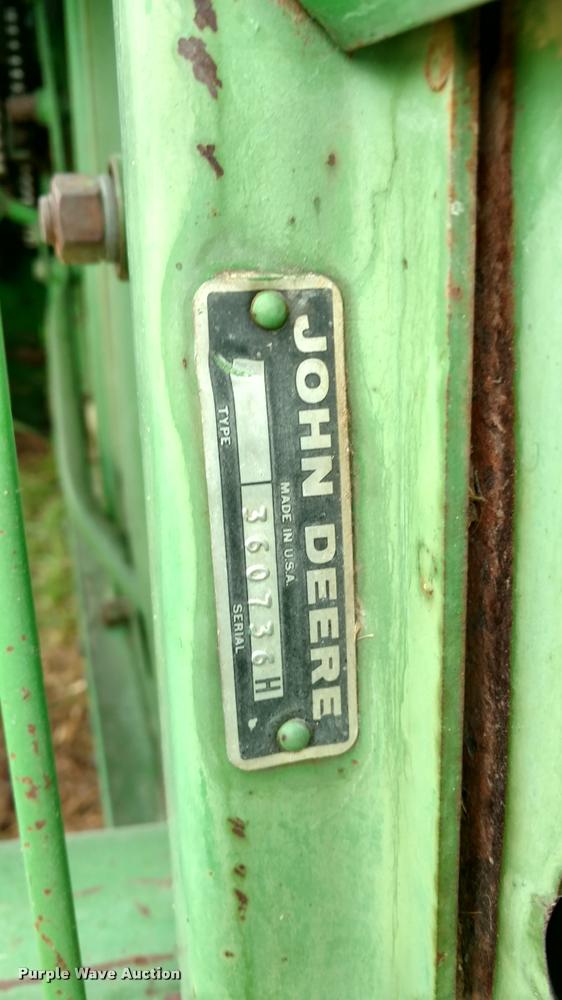 JOHN DEERE
MADE IN U.S.A.
360736H
TYPE SERIAL
Purple Wave Auction